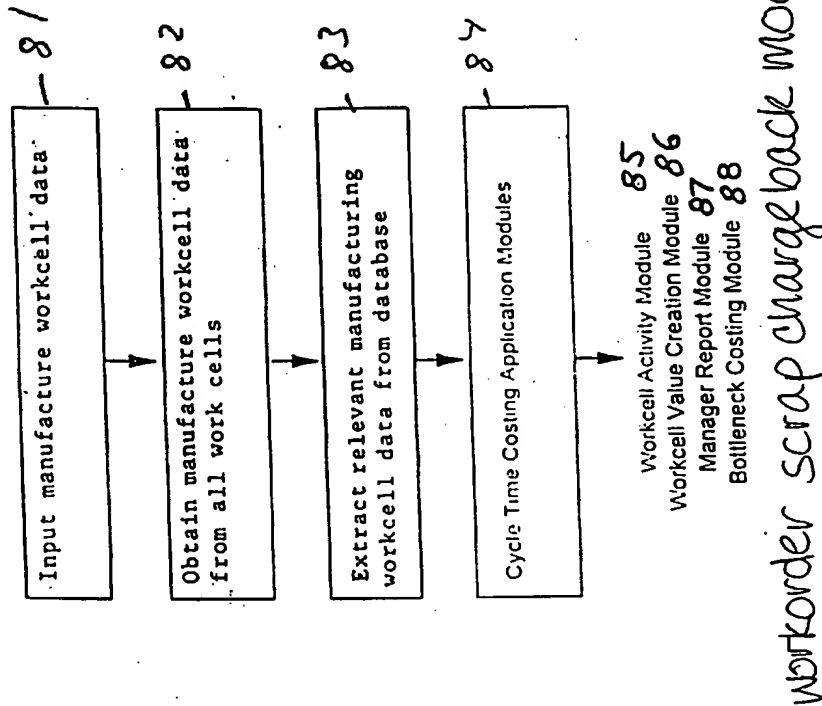 Input manufacture workcell data
81
Obtain manufacture workcell data
from all work cells
82
Extract relevant manufacturing
workcell data from database
83
Cycle Time Costing Application Modules
84
Workcell Activity Module 85
Workcell Value Creation Module 86
Manager Report Module 87
Bottleneck Costing Module 88
workorder scrap chargeback